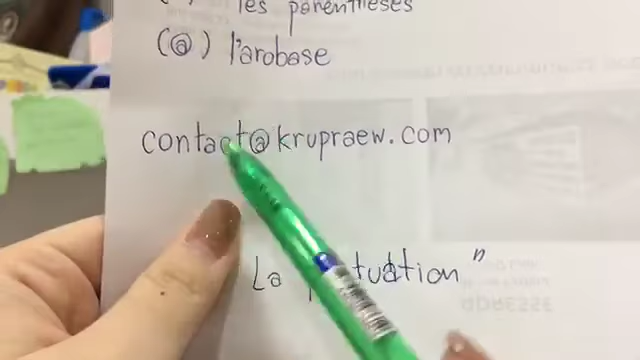 les parenthèses
(@) l'arobase
contact@krupraew.com
La
"